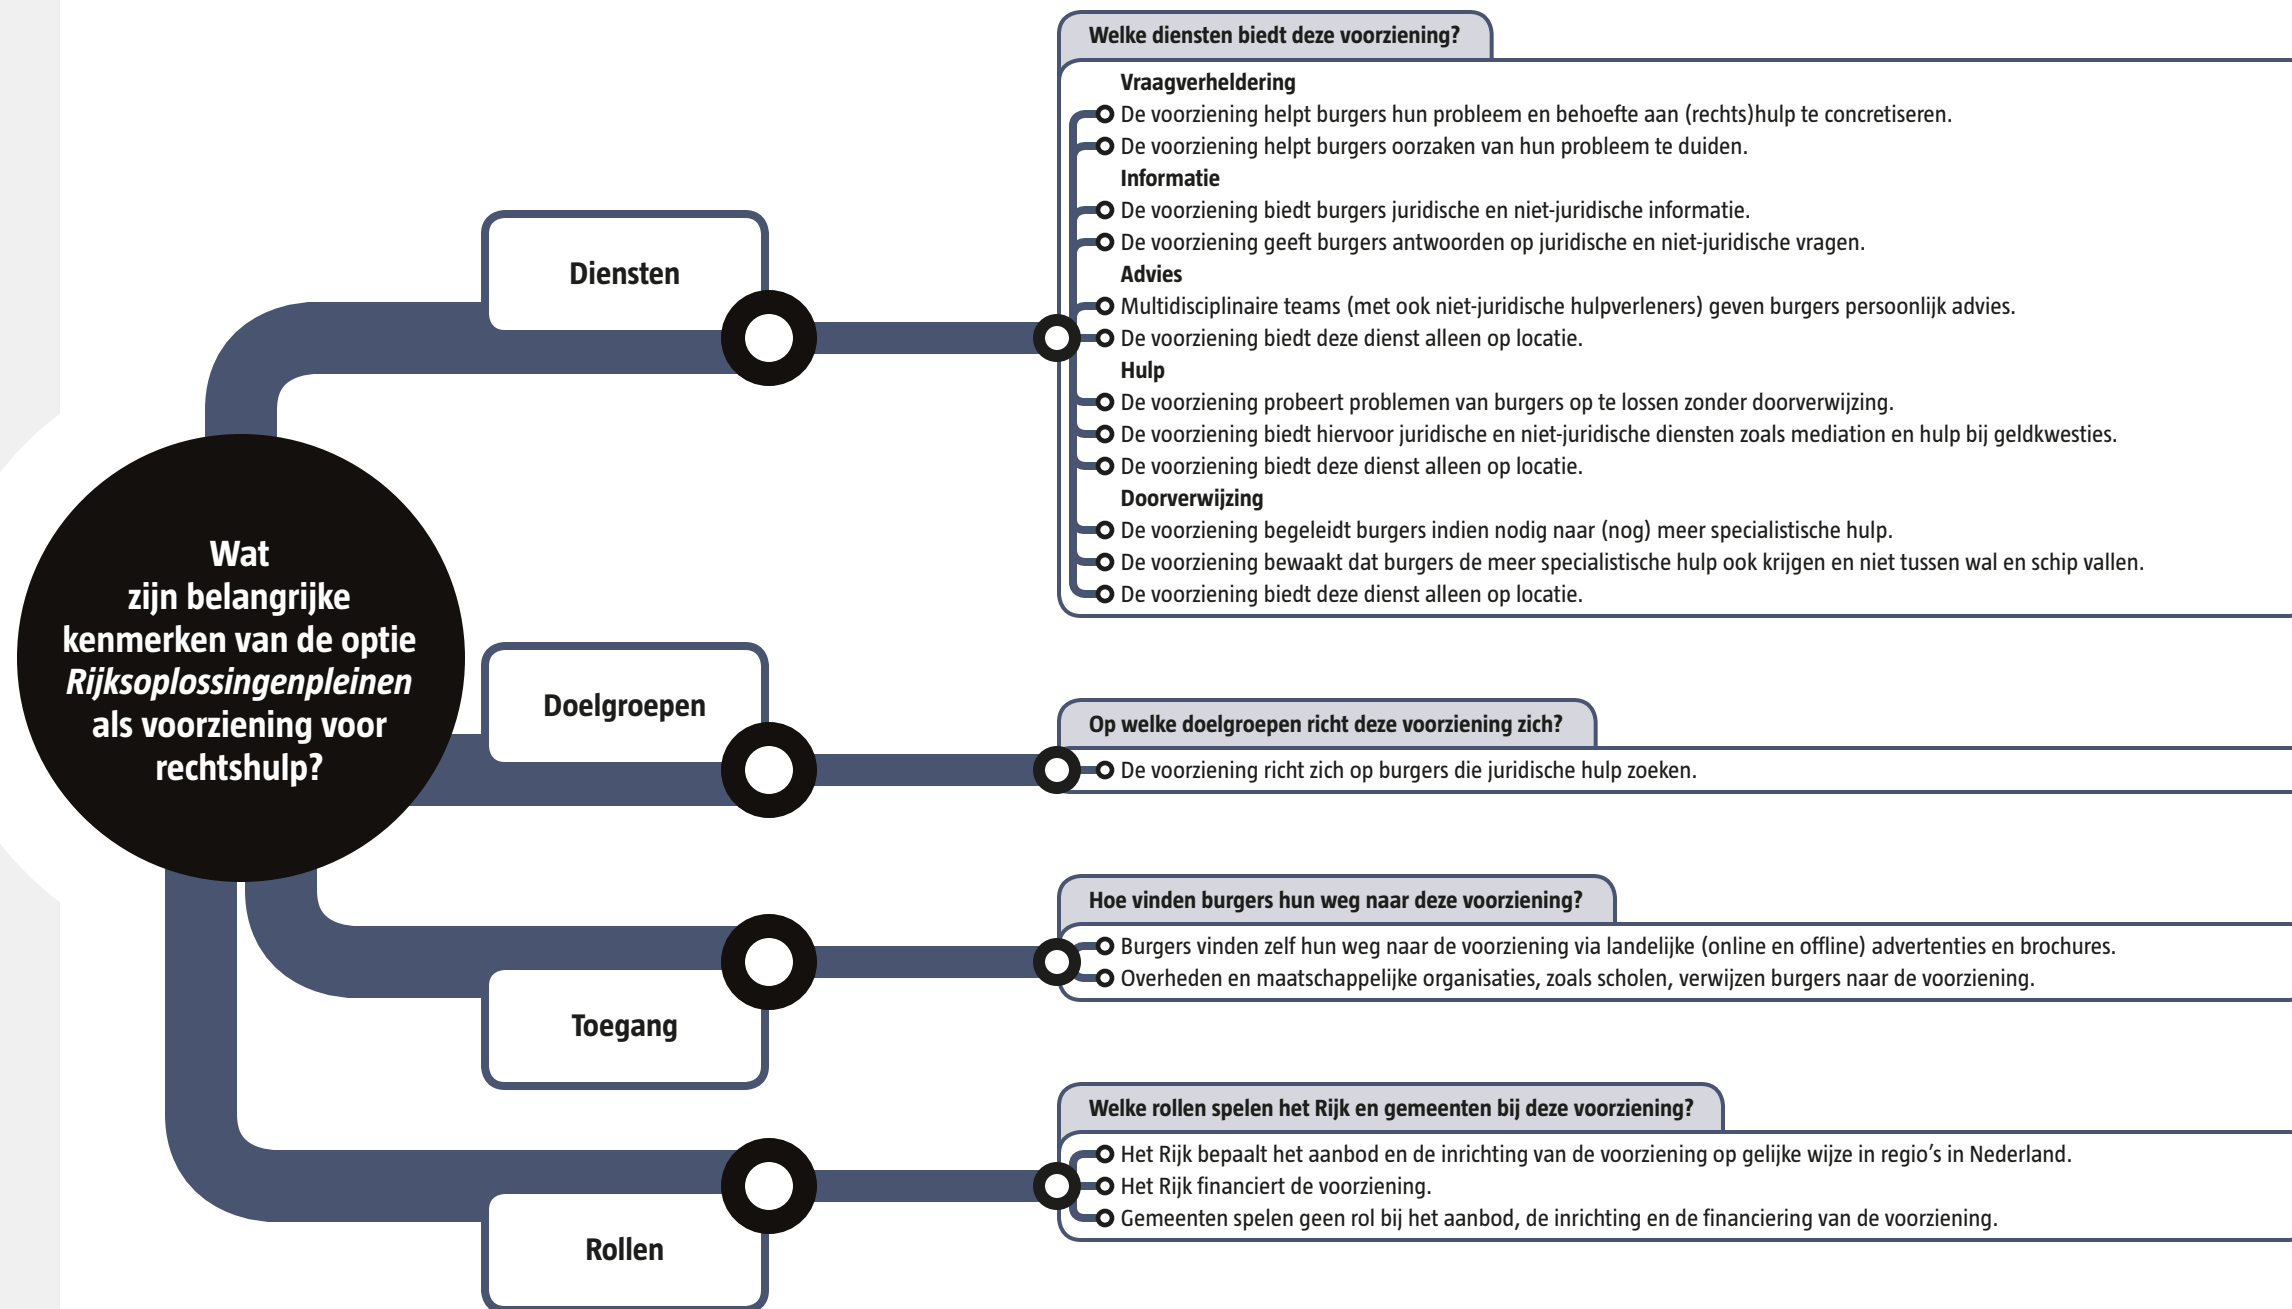 Wat
zijn belangrijke
kenmerken van de optie
Rijksoplossingenpleinen
als voorziening voor
rechtshulp?
Diensten
Welke diensten biedt deze voorziening?
Vraagverheldering
De voorziening helpt burgers hun probleem en behoefte aan (rechts)hulp te concretiseren.
De voorziening helpt burgers oorzaken van hun probleem te duiden.
Informatie
De voorziening biedt burgers juridische en niet-juridische informatie.
De voorziening geeft burgers antwoorden op juridische en niet-juridische vragen.
Advies
Multidisciplinaire teams (met ook niet-juridische hulpverleners) geven burgers persoonlijk advies.
De voorziening biedt deze dienst alleen op locatie.
Hulp
De voorziening probeert problemen van burgers op te lossen zonder doorverwijzing.
De voorziening biedt hiervoor juridische en niet-juridische diensten zoals mediation en hulp bij geldkwesties.
De voorziening biedt deze dienst alleen op locatie.
Doorverwijzing
De voorziening begeleidt burgers indien nodig naar (nog) meer specialistische hulp.
De voorziening bewaakt dat burgers de meer specialistische hulp ook krijgen en niet tussen wal en schip vallen.
De voorziening biedt deze dienst alleen op locatie.
Doelgroepen
Op welke doelgroepen richt deze voorziening zich?
De voorziening richt zich op burgers die juridische hulp zoeken.
Toegang
Hoe vinden burgers hun weg naar deze voorziening?
Burgers vinden zelf hun weg naar de voorziening via landelijke (online en offline) advertenties en brochures.
Overheden en maatschappelijke organisaties, zoals scholen, verwijzen burgers naar de voorziening.
Rollen
Welke rollen spelen het Rijk en gemeenten bij deze voorziening?
Het Rijk bepaalt het aanbod en de inrichting van de voorziening op gelijke wijze in regio's in Nederland.
Het Rijk financiert de voorziening.
Gemeenten spelen geen rol bij het aanbod, de inrichting en de financiering van de voorziening.